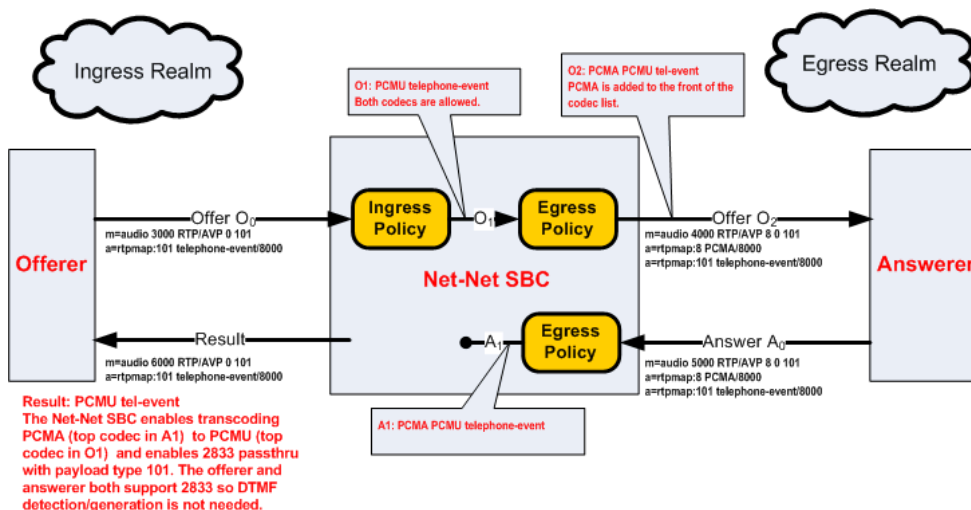 Ingress Realm
Egress Realm
O1: PCMU telephone-event
Both codecs are allowed.
O2: PCMA PCMU tel-event
PCMA is added to the front of the
codec list.
Offerer
Offer O0
m=audio 3000 RTP/AVP 0 101
a=rtpmap:101 telephone-event/8000
Ingress
Policy
O1
Egress
Policy
Offer O2
m=audio 4000 RTP/AVP 8 0 101
a=rtpmap:8 PCMA/8000
a=rtpmap:101 telephone-event/8000
Answerer
Net-Net SBC
Result
m=audio 6000 RTP/AVP 0 101
a=rtpmap:101 telephone-event/8000
A1
Egress
Policy
Answer A0
m=audio 5000 RTP/AVP 8 0 101
a=rtpmap:8 PCMA/8000
a=rtpmap:101 telephone-event/8000
A1: PCMA PCMU telephone-event
Result: PCMU tel-event
The Net-Net SBC enables transcoding
PCMA (top codec in A1) to PCMU (top
codec in O1) and enables 2833 passthru
with payload type 101. The offerer and
answerer both support 2833 so DTMF
detection/generation is not needed.